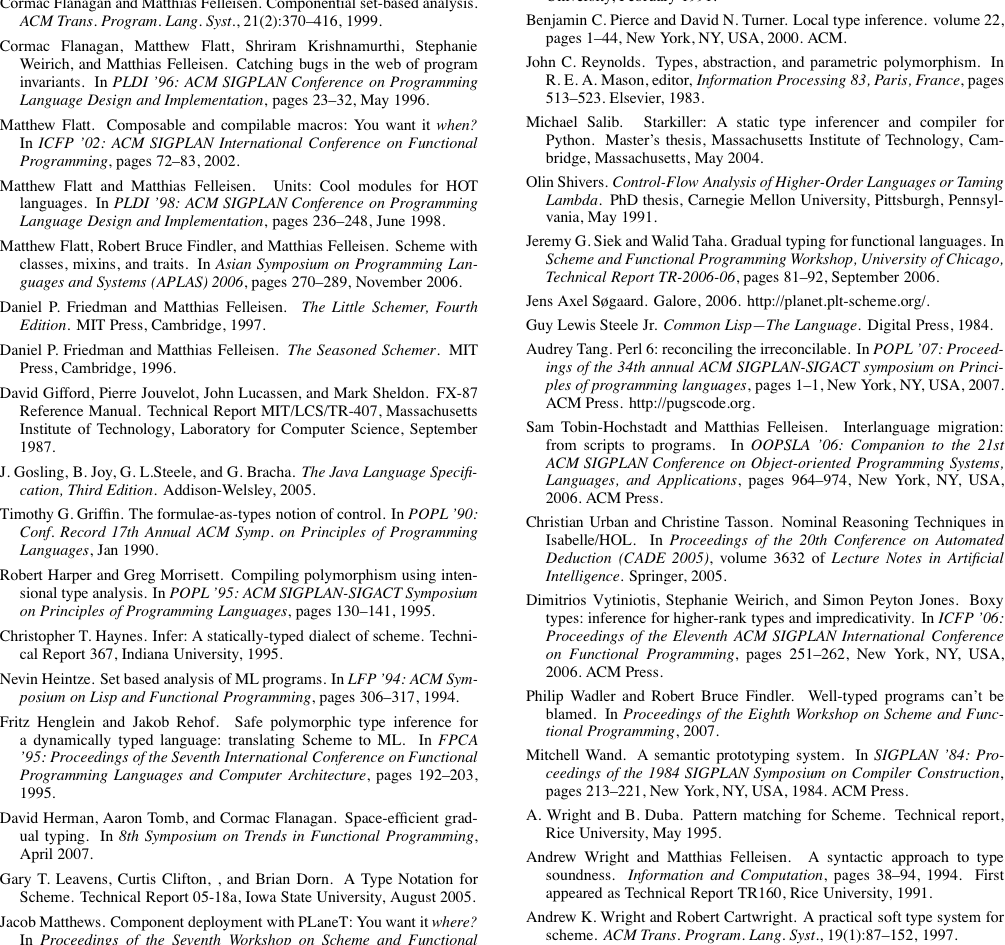 Cormac Flanagan and Matthias Felleisen. Componential set-based analysis.
ACM Trans. Program. Lang. Syst., 21(2):370–416, 1999.
Cormac Flanagan, Matthew Flatt, Shriram Krishnamurthi, Stephanie
Weirich, and Matthias Felleisen. Catching bugs in the web of program
invariants. In PLDI '96: ACM SIGPLAN Conference on Programming
Language Design and Implementation, pages 23–32, May 1996.
Matthew Flatt. Composable and compilable macros: You want it when?
In ICFP '02: ACM SIGPLAN International Conference on Functional
Programming, pages 72–83, 2002.
Matthew Flatt and Matthias Felleisen. Units: Cool modules for HOT
languages. In PLDI '98: ACM SIGPLAN Conference on Programming
Language Design and Implementation, pages 236–248, June 1998.
Matthew Flatt, Robert Bruce Findler, and Matthias Felleisen. Scheme with
classes, mixins, and traits. In Asian Symposium on Programming Lan-
guages and Systems (APLAS) 2006, pages 270–289, November 2006.
Daniel P. Friedman and Matthias Felleisen. The Little Schemer, Fourth
Edition. MIT Press, Cambridge, 1997.
Daniel P. Friedman and Matthias Felleisen. The Seasoned Schemer. MIT
Press, Cambridge, 1996.
David Gifford, Pierre Jouvelot, John Lucassen, and Mark Sheldon. FX-87
Reference Manual. Technical Report MIT/LCS/TR-407, Massachusetts
Institute of Technology, Laboratory for Computer Science, September
1987.
J. Gosling, B. Joy, G. L.Steele, and G. Bracha. The Java Language Specifi-
cation, Third Edition. Addison-Welsley, 2005.
Timothy G. Griffin. The formulae-as-types notion of control. In POPL '90:
Conf. Record 17th Annual ACM Symp. on Principles of Programming
Languages, Jan 1990.
Robert Harper and Greg Morrisett. Compiling polymorphism using inten-
sional type analysis. In POPL '95: ACM SIGPLAN-SIGACT Symposium
on Principles of Programming Languages, pages 130–141, 1995.
Christopher T. Haynes. Infer: A statically-typed dialect of scheme. Techni-
cal Report 367, Indiana University, 1995.
Nevin Heintze. Set based analysis of ML programs. In LFP '94: ACM Sym-
posium on Lisp and Functional Programming, pages 306–317, 1994.
Fritz Henglein and Jakob Rehof. Safe polymorphic type inference for
a dynamically typed language: translating Scheme to ML. In FPCA
'95: Proceedings of the Seventh International Conference on Functional
Programming Languages and Computer Architecture, pages 192–203,
1995.
David Herman, Aaron Tomb, and Cormac Flanagan. Space-efficient grad-
ual typing. In 8th Symposium on Trends in Functional Programming,
April 2007.
Gary T. Leavens, Curtis Clifton, , and Brian Dorn. A Type Notation for
Scheme. Technical Report 05-18a, Iowa State University, August 2005.
Jacob Matthews. Component deployment with PLaneT: You want it where?
In Proceedings of the Seventh Workshop on Scheme and Functional
Benjamin C. Pierce and David N. Turner. Local type inference. volume 22,
pages 1–44, New York, NY, USA, 2000. ACM.
John C. Reynolds. Types, abstraction, and parametric polymorphism. In
R. E. A. Mason, editor, Information Processing 83, Paris, France, pages
513–523. Elsevier, 1983.
Michael Salib. Starkiller: A static type inferencer and compiler for
Python. Master's thesis, Massachusetts Institute of Technology, Cam-
bridge, Massachusetts, May 2004.
Olin Shivers. Control-Flow Analysis of Higher-Order Languages or Taming
Lambda. PhD thesis, Carnegie Mellon University, Pittsburgh, Pennsyl-
vania, May 1991.
Jeremy G. Siek and Walid Taha. Gradual typing for functional languages. In
Scheme and Functional Programming Workshop, University of Chicago,
Technical Report TR-2006-06, pages 81–92, September 2006.
Jens Axel Søgaard. Galore, 2006. http://planet.plt-scheme.org/.
Guy Lewis Steele Jr. Common Lisp—The Language. Digital Press, 1984.
Audrey Tang. Perl 6: reconciling the irreconcilable. In POPL '07: Proceed-
ings of the 34th annual ACM SIGPLAN-SIGACT symposium on Princi-
ples of programming languages, pages 1–1, New York, NY, USA, 2007.
ACM Press. http://pugscode.org.
Sam Tobin-Hochstadt and Matthias Felleisen. Interlanguage migration:
from scripts to programs. In OOPSLA '06: Companion to the 21st
ACM SIGPLAN Conference on Object-oriented Programming Systems,
Languages, and Applications, pages 964–974, New York, NY, USA,
2006. ACM Press.
Christian Urban and Christine Tasson. Nominal Reasoning Techniques in
Isabelle/HOL. In Proceedings of the 20th Conference on Automated
Deduction (CADE 2005), volume 3632 of Lecture Notes in Artificial
Intelligence. Springer, 2005.
Dimitrios Vytiniotis, Stephanie Weirich, and Simon Peyton Jones. Boxy
types: inference for higher-rank types and impredicativity. In ICFP '06:
Proceedings of the Eleventh ACM SIGPLAN International Conference
on Functional Programming, pages 251–262, New York, NY, USA,
2006. ACM Press.
Philip Wadler and Robert Bruce Findler. Well-typed programs can't be
blamed. In Proceedings of the Eighth Workshop on Scheme and Func-
tional Programming, 2007.
Mitchell Wand. A semantic prototyping system. In SIGPLAN '84: Pro-
ceedings of the 1984 SIGPLAN Symposium on Compiler Construction,
pages 213–221, New York, NY, USA, 1984. ACM Press.
A. Wright and B. Duba. Pattern matching for Scheme. Technical report,
Rice University, May 1995.
Andrew Wright and Matthias Felleisen. A syntactic approach to type
soundness. Information and Computation, pages 38–94, 1994. First
appeared as Technical Report TR160, Rice University, 1991.
Andrew K. Wright and Robert Cartwright. A practical soft type system for
scheme. ACM Trans. Program. Lang. Syst., 19(1):87–152, 1997.